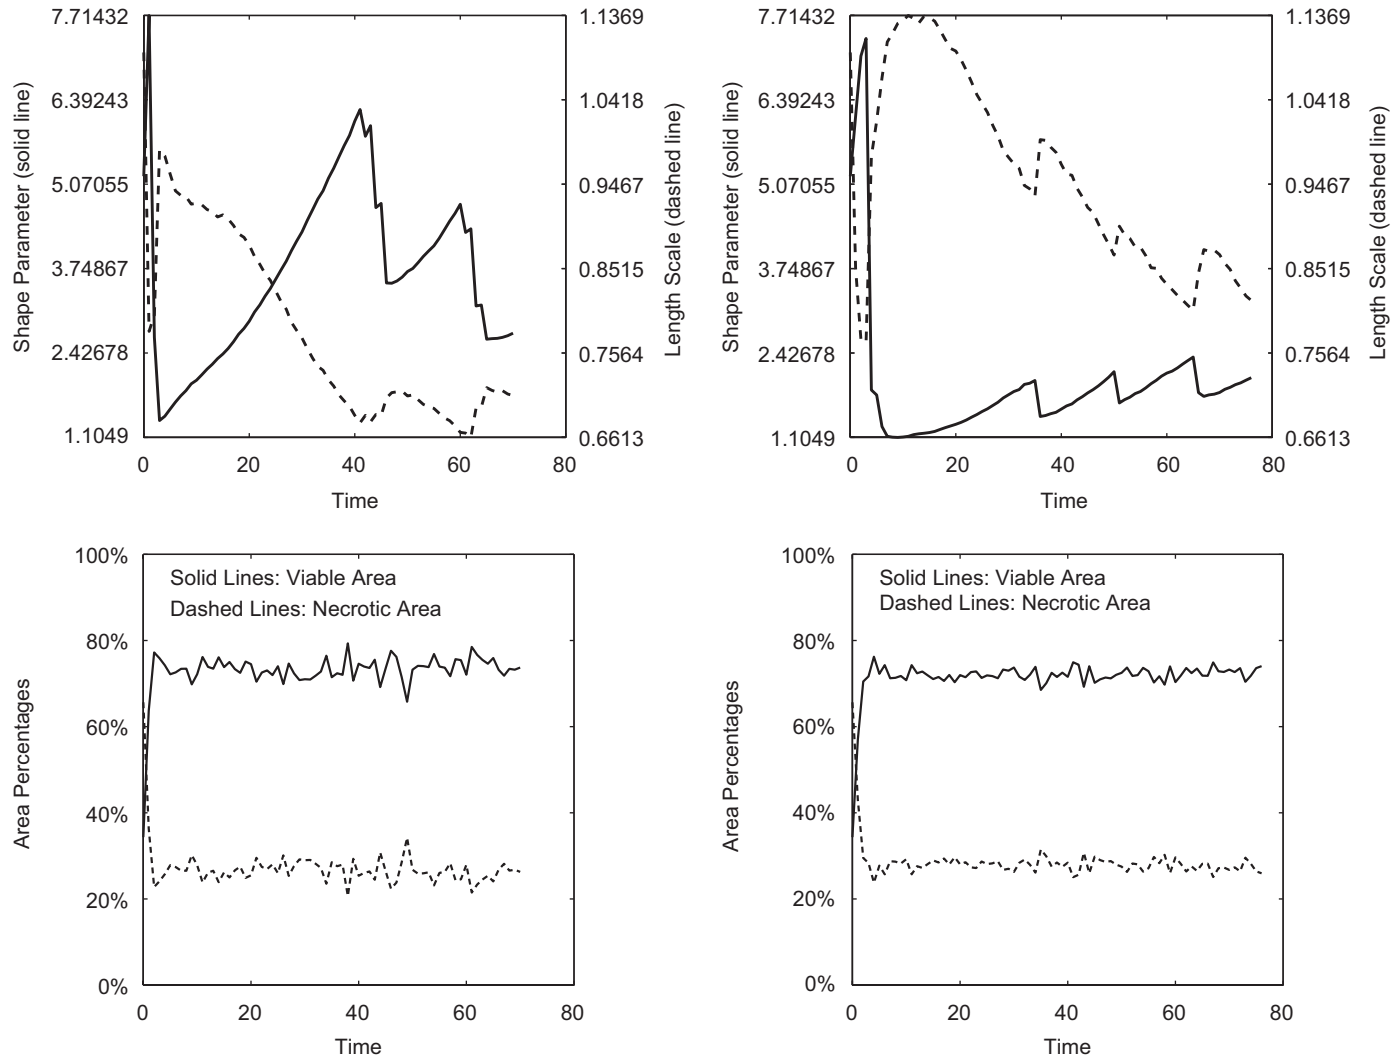 Shape Parameter (solid line)
7.71432
6.39243
5.07055
3.74867
2.42678
1.1049
0 20 40 60 80
Time
1.1369
1.0418
0.9467
0.8515
0.7564
0.6613
Length Scale (dashed line)
Shape Parameter (solid line)
7.71432
6.39243
5.07055
3.74867
2.42678
1.1049
0 20 40 60 80
Time
1.1369
1.0418
0.9467
0.8515
0.7564
0.6613
Length Scale (dashed line)
Area Percentages
100%
80%
60%
40%
20%
0%
Solid Lines: Viable Area
Dashed Lines: Necrotic Area
0 20 40 60 80
Time
Area Percentages
100%
80%
60%
40%
20%
0%
Solid Lines: Viable Area
Dashed Lines: Necrotic Area
0 20 40 60 80
Time